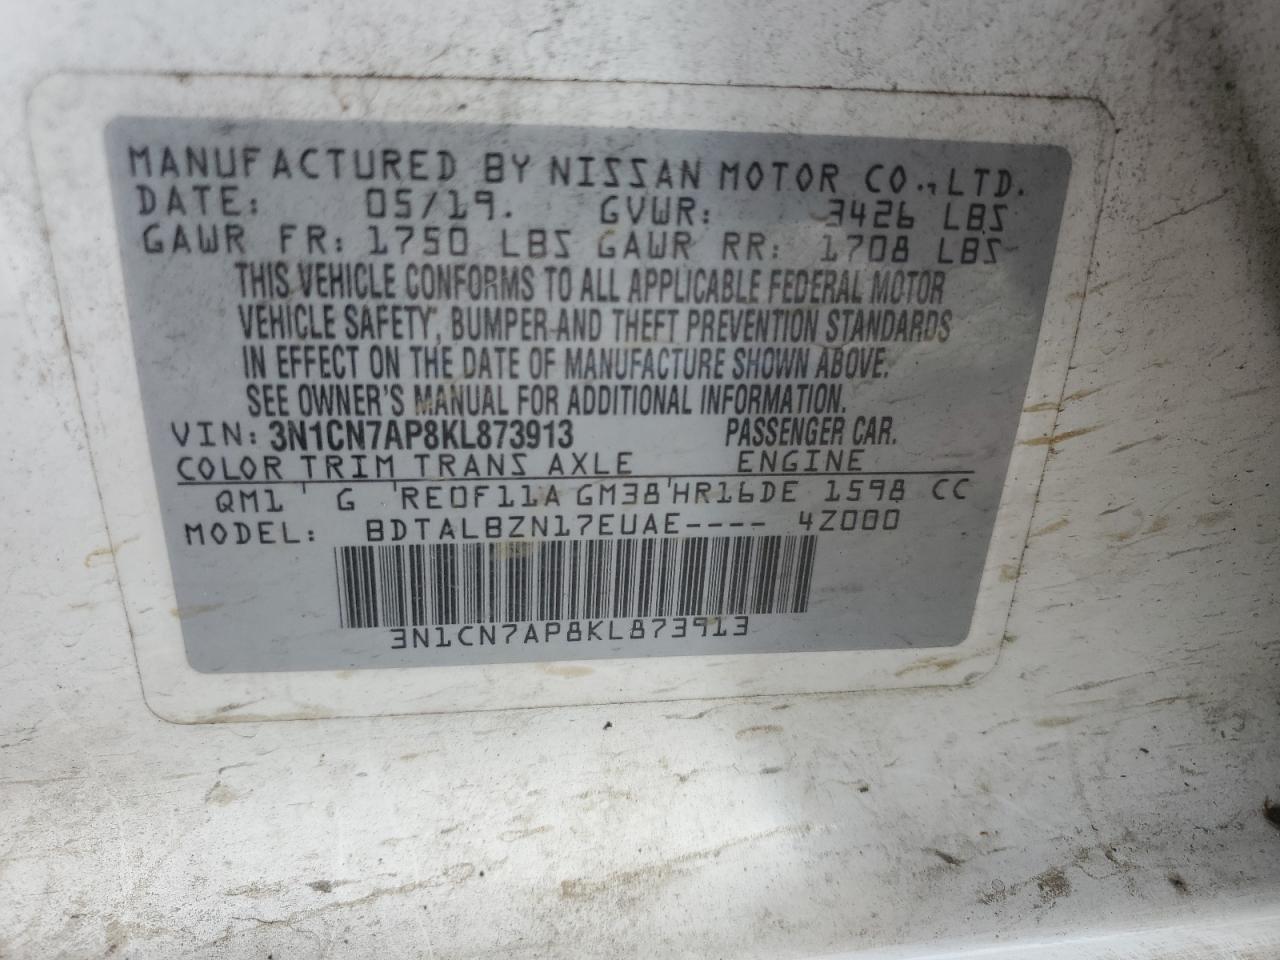 MANUFACTURED BY NISSAN MOTOR CO., LTD.
DATE: 05/19. GVWR: 3426 LBS
GAWR FR: 1750 LBS GAWR RR: 1708 LBS
THIS VEHICLE CONFORMS TO ALL APPLICABLE FEDERAL MOTOR
VEHICLE SAFETY, BUMPER AND THEFT PREVENTION STANDARDS
IN EFFECT ON THE DATE OF MANUFACTURE SHOWN ABOVE.
SEE OWNER'S MANUAL FOR ADDITIONAL INFORMATION.
VIN: 3N1CN7AP8KL873913 PASSENGER CAR.
COLOR TRIM TRANS AXLE ENGINE
QM1 ' G ' RE0F11A GM38 ' HR16DE 1598 CC
MODEL: BDTALBZN17EUAE---- 4Z000
3N1CN7AP8KL873913